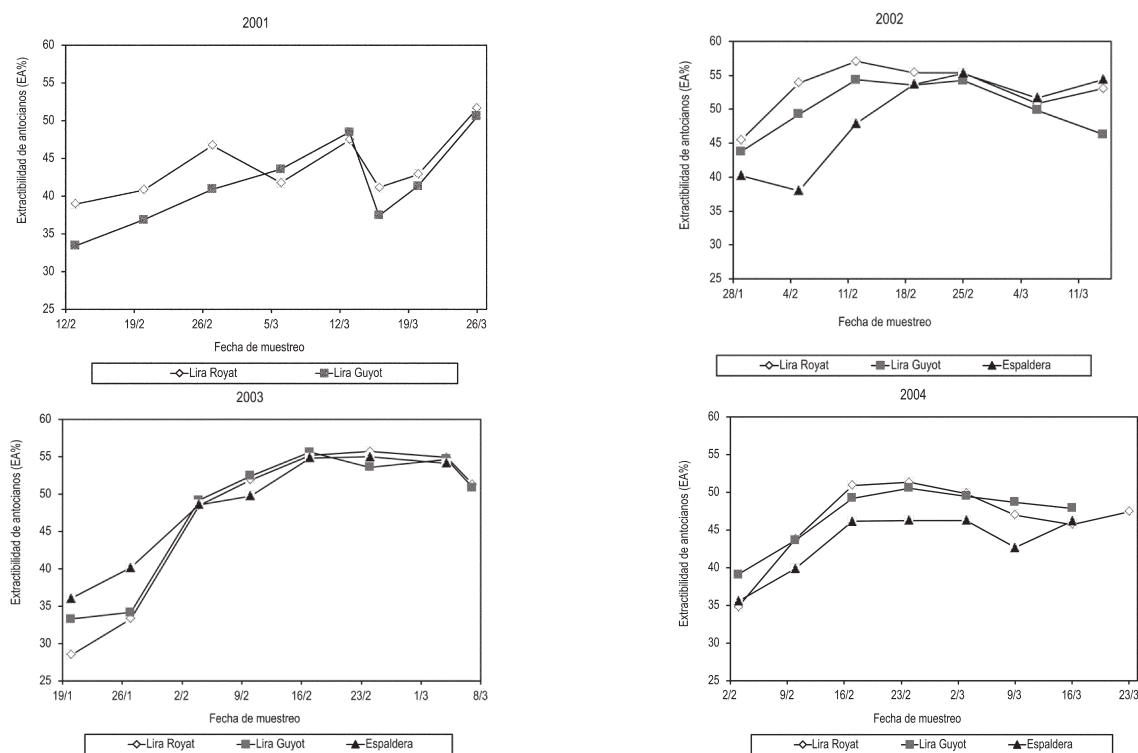 2001
Extractibilidad de antocianos (EA%)
60
55
50
45
40
35
30
25
12/2 19/2 26/2 5/3 12/3 19/3 26/3
Fecha de muestreo
Lira Royat Lira Guyot
2002
Extractibilidad de antocianos (EA%)
60
55
50
45
40
35
30
25
28/1 4/2 11/2 18/2 25/2 4/3 11/3
Fecha de muestreo
Lira Royat Lira Guyot Espaldera
2003
Extractibilidad de antocianos (EA%)
60
55
50
45
40
35
30
25
19/1 26/1 2/2 9/2 16/2 23/2 1/3 8/3
Fecha de muestreo
Lira Royat Lira Guyot Espaldera
2004
Extractibilidad de antocianos (EA%)
60
55
50
45
40
35
30
25
2/2 9/2 16/2 23/2 2/3 9/3 16/3 23/3
Fecha de muestreo
Lira Royat Lira Guyot Espaldera